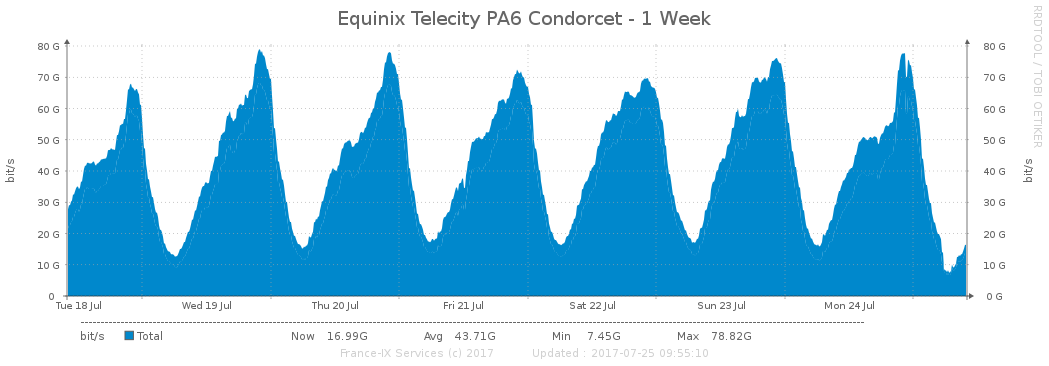 Equinix Telecity PA6 Condorcet - 1 Week
RRDTOOL / TOBI OETIKER
bit/s
80 G
70 G
60 G
50 G
40 G
30 G
20 G
10 G
0
80 G
70 G
60 G
50 G
40 G
30 G
20 G
10 G
0 G
bit/s
Tue 18 Jul Wed 19 Jul Thu 20 Jul Fri 21 Jul Sat 22 Jul Sun 23 Jul Mon 24 Jul
bit/s Total Now 16.99G Avg 43.71G Min 7.45G Max 78.82G
France-IX Services (c) 2017 Updated : 2017-07-25 09:55:10